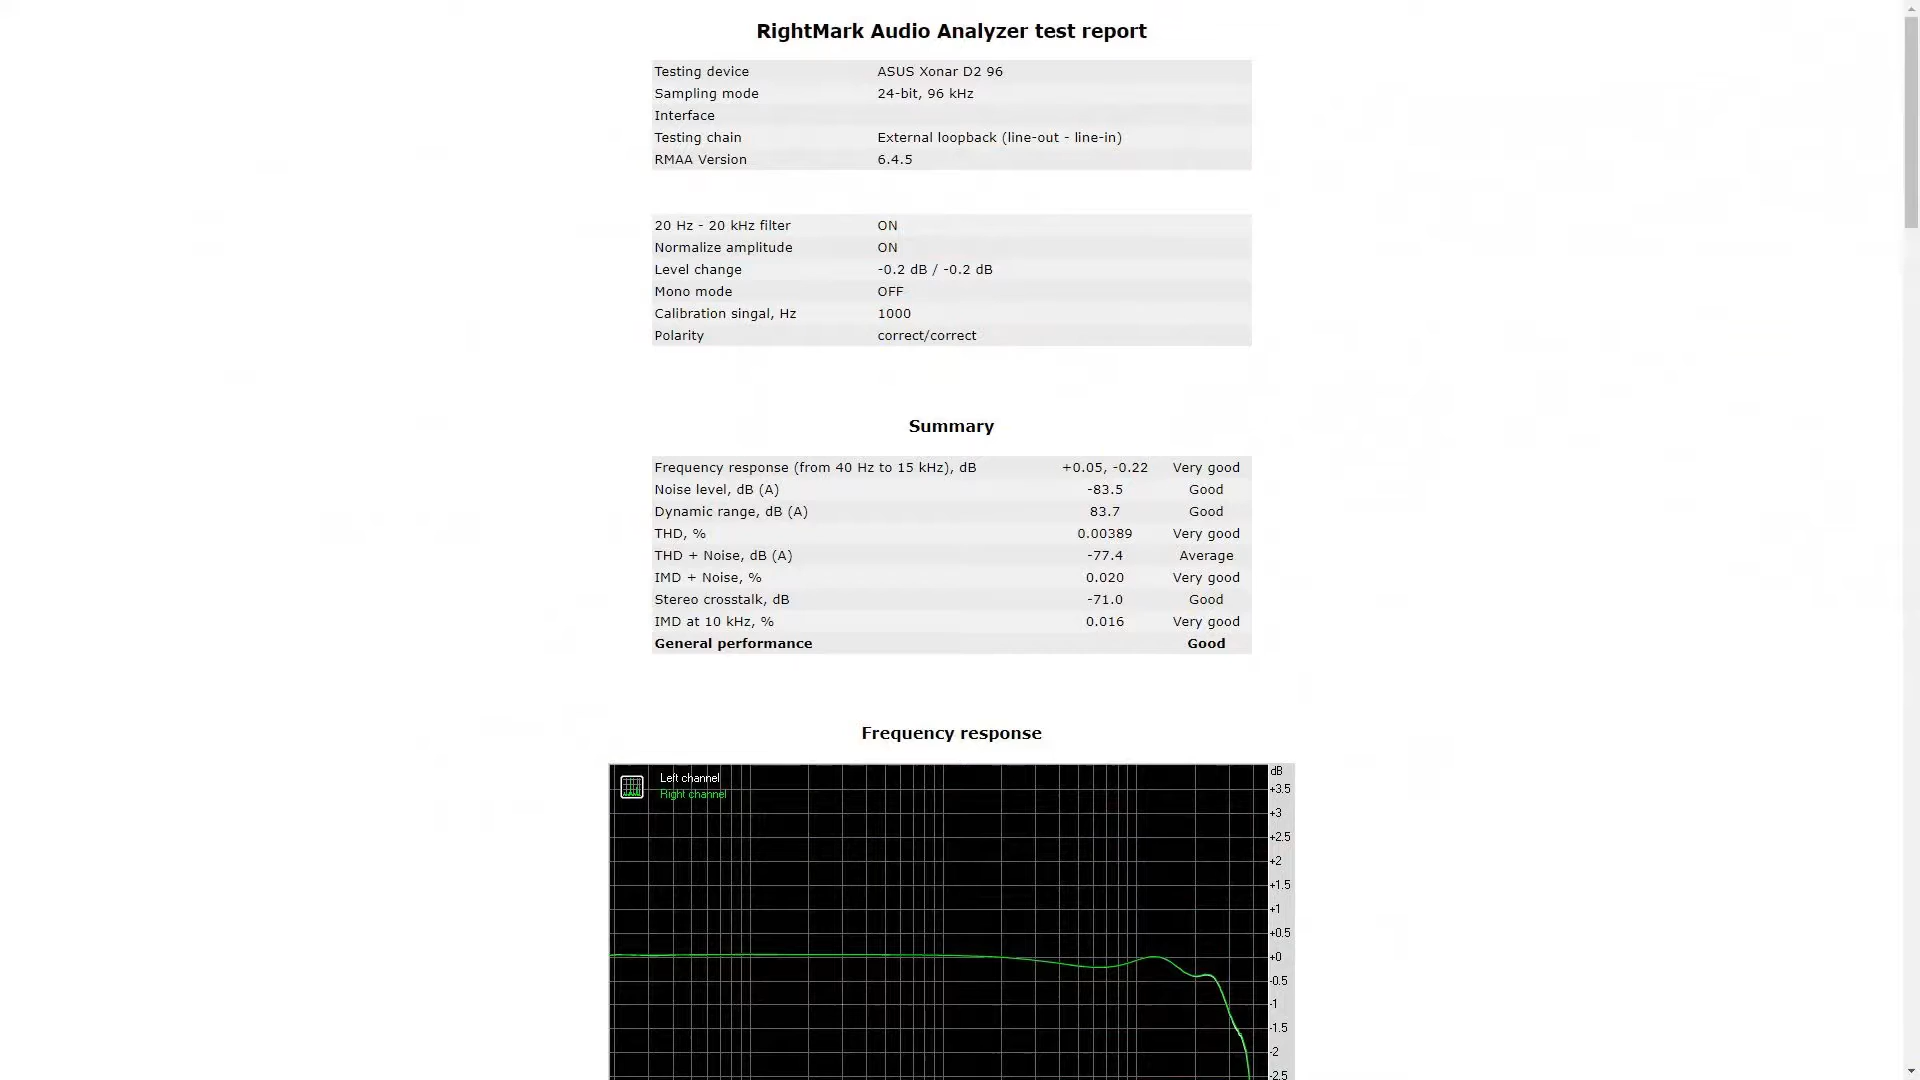 RightMark Audio Analyzer test report
Testing device ASUS Xonar D2 96
Sampling mode 24-bit, 96 kHz
Interface
Testing chain External loopback (line-out - line-in)
RMAA Version 6.4.5
20 Hz - 20 kHz filter ON
Normalize amplitude ON
Level change -0.2 dB / -0.2 dB
Mono mode OFF
Calibration singal, Hz 1000
Polarity correct/correct
Summary
Frequency response (from 40 Hz to 15 kHz), dB +0.05, -0.22 Very good
Noise level, dB (A) -83.5 Good
Dynamic range, dB (A) 83.7 Good
THD, % 0.00389 Very good
THD + Noise, dB (A) -77.4 Average
IMD + Noise, % 0.020 Very good
Stereo crosstalk, dB -71.0 Good
IMD at 10 kHz, % 0.016 Very good
General performance Good
Frequency response
Left channel
Right channel
dB
+3.5
+3
+2.5
+2
+1.5
+1
+0.5
+0
-0.5
-1
-1.5
-2
-2.5